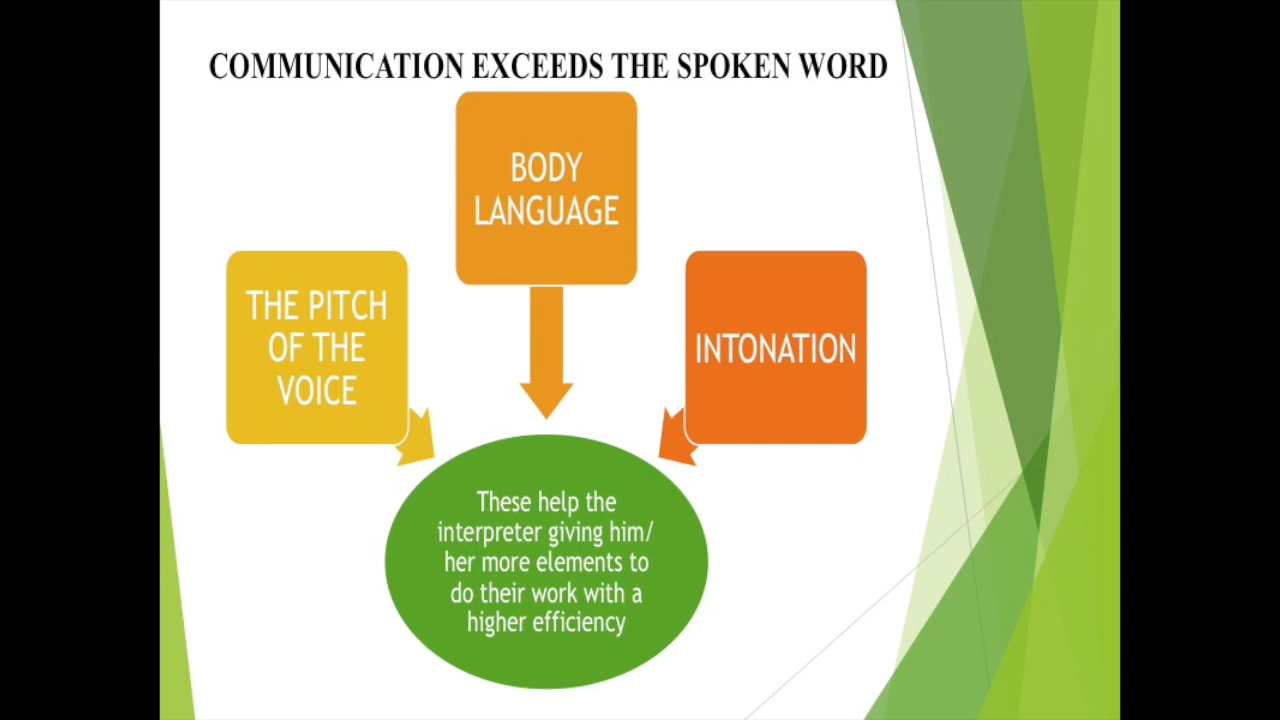 COMMUNICATION EXCEEDS THE SPOKEN WORD
BODY
LANGUAGE
THE PITCH
OF THE
VOICE
INTONATION
These help the
interpreter giving him/
her more elements to
do their work with a
higher efficiency